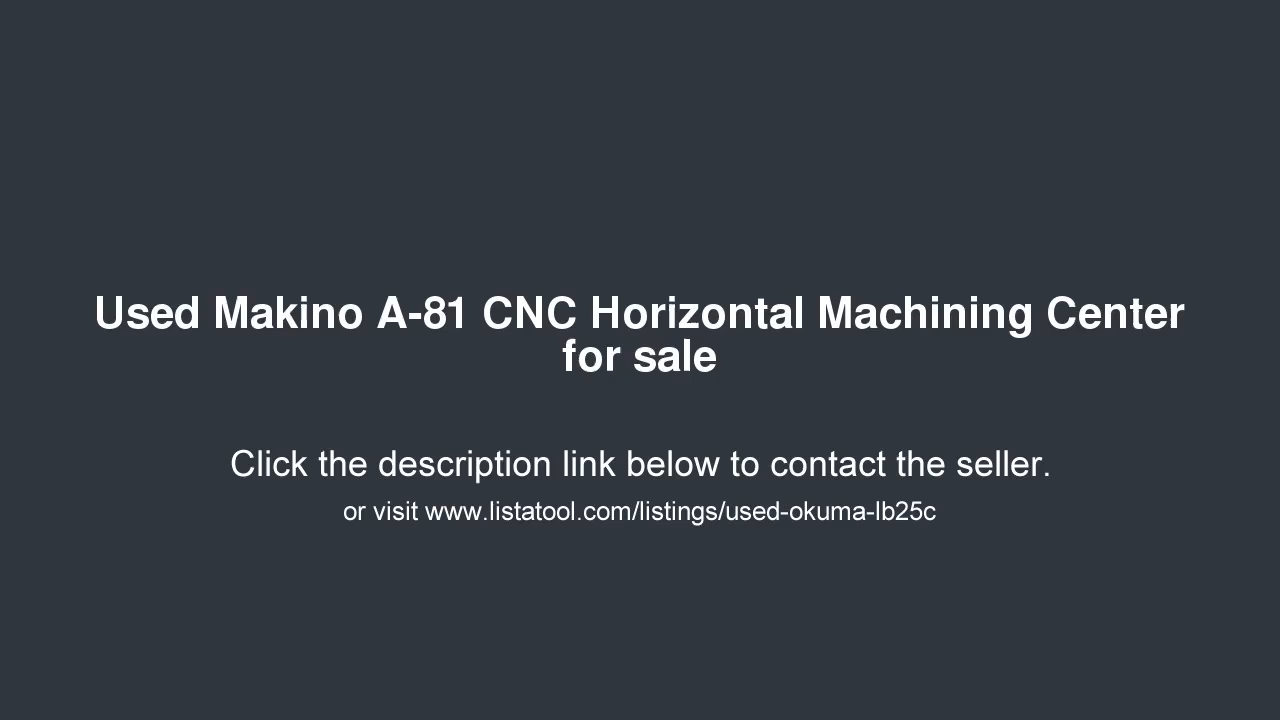 Used Makino A-81 CNC Horizontal Machining Center
for sale
Click the description link below to contact the seller.
or visit www.listatool.com/listings/used-okuma-lb25c